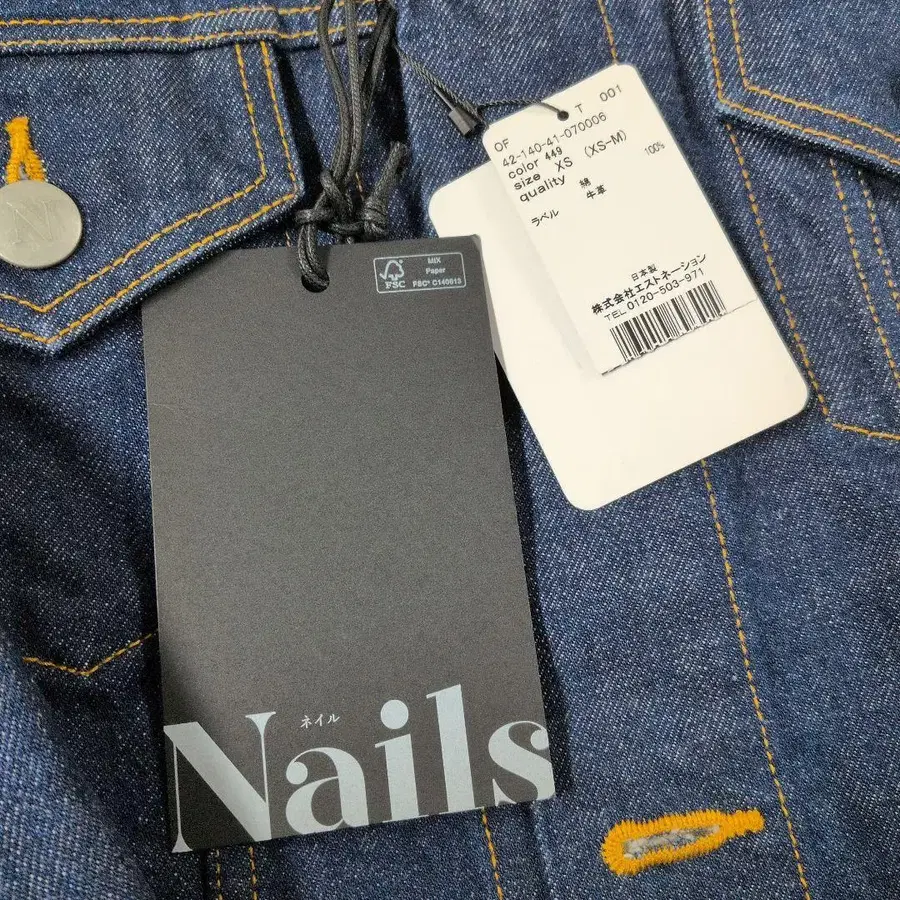 N
MIX
Paper
FSC
FSC® C140913
ネイル
Nails
OF T 001
42-140-41-070006
color 449
size XS (XS-M)
quality
綿 100%
ラベル 牛革
日本製
株式会社エストネーション
TEL 0120-503-971